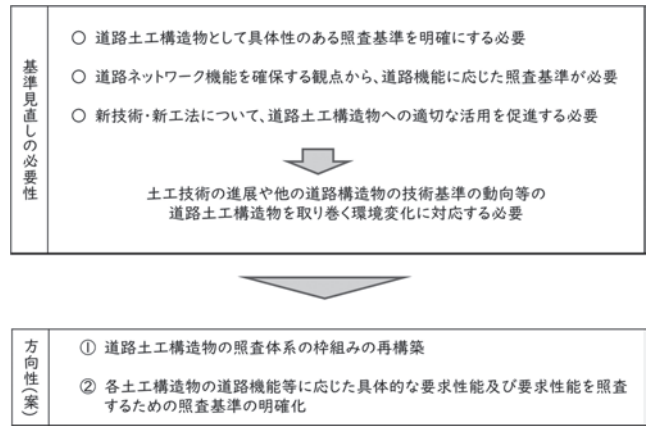 基準見直しの必要性
○ 道路土工構造物として具体性のある照査基準を明確にする必要
○ 道路ネットワーク機能を確保する観点から、道路機能に応じた照査基準が必要
○ 新技術・新工法について、道路土工構造物への適切な活用を促進する必要
土工技術の進展や他の道路構造物の技術基準の動向等の
道路土工構造物を取り巻く環境変化に対応する必要
方向性(案)
① 道路土工構造物の照査体系の枠組みの再構築
② 各土工構造物の道路機能等に応じた具体的な要求性能及び要求性能を照査
するための照査基準の明確化